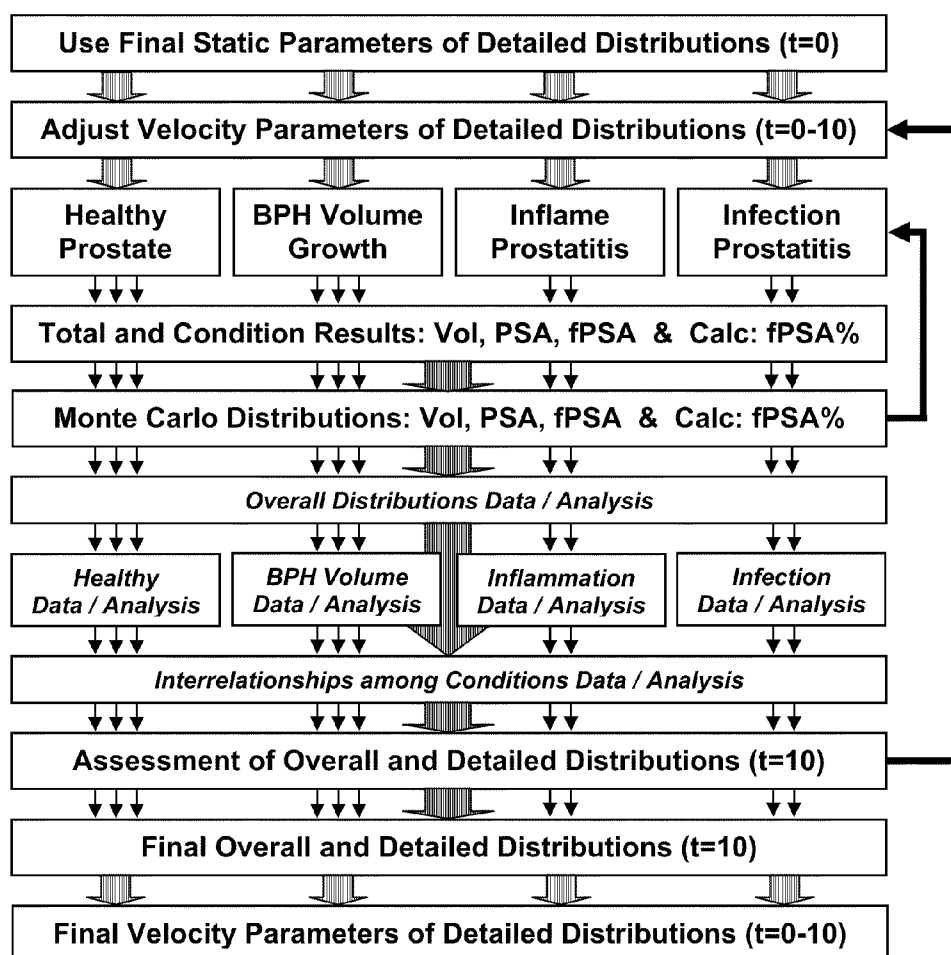 Use Final Static Parameters of Detailed Distributions (t=0)
Adjust Velocity Parameters of Detailed Distributions (t=0-10)
Healthy
Prostate
BPH Volume
Growth
Inflame
Prostatitis
Infection
Prostatitis
Total and Condition Results: Vol, PSA, fPSA & Calc: fPSA%
Monte Carlo Distributions: Vol, PSA, fPSA & Calc: fPSA%
Overall Distributions Data / Analysis
Healthy
Data / Analysis
BPH Volume
Data / Analysis
Inflammation
Data / Analysis
Infection
Data / Analysis
Interrelationships among Conditions Data / Analysis
Assessment of Overall and Detailed Distributions (t=10)
Final Overall and Detailed Distributions (t=10)
Final Velocity Parameters of Detailed Distributions (t=0-10)